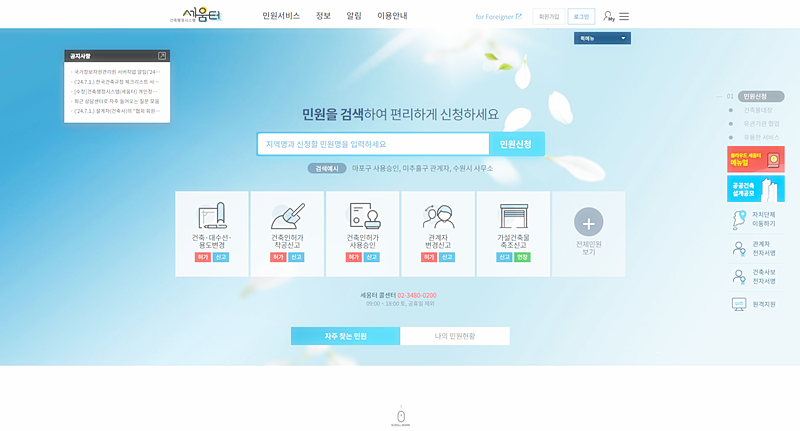 건축행정시스템 세움터
민원서비스 정보 알림 이용안내
for Foreigner
회원가입
로그인
My
퀵메뉴
공지사항
· 국가정보자원관리원 서버작업 알림('24-...
· ('24.7.1.) 한국건축규정 체크리스트 서...
· [수정]건축행정시스템(세움터) 개인정...
· 최근 상담센터로 자주 들어오는 질문 모음
· ('24.7.1.) 설계자(건축사)의 "협회 회원...
민원을 검색하여 편리하게 신청하세요
지역명과 신청할 민원명을 입력하세요
민원신청
검색예시
마포구 사용승인, 미추홀구 관계자, 수원시 사무소
건축·대수선·
용도변경
허가 신고
건축인허가
착공신고
허가 신고
건축인허가
사용승인
허가 신고
관계자
변경신고
허가 신고
가설건축물
축조신고
신고 연장
전체민원
보기
세움터 콜센터 02-3480-0200
09:00 ~ 18:00 토, 공휴일 제외
자주 찾는 민원
나의 민원현황
01 민원신청
건축물대장
유관기관 협업
유용한 서비스
클라우드 세움터
메뉴얼
공공건축
설계공모
자치단체
이동하기
관계자
전자서명
건축사보
전자서명
원격지원
SCROLL DOWN